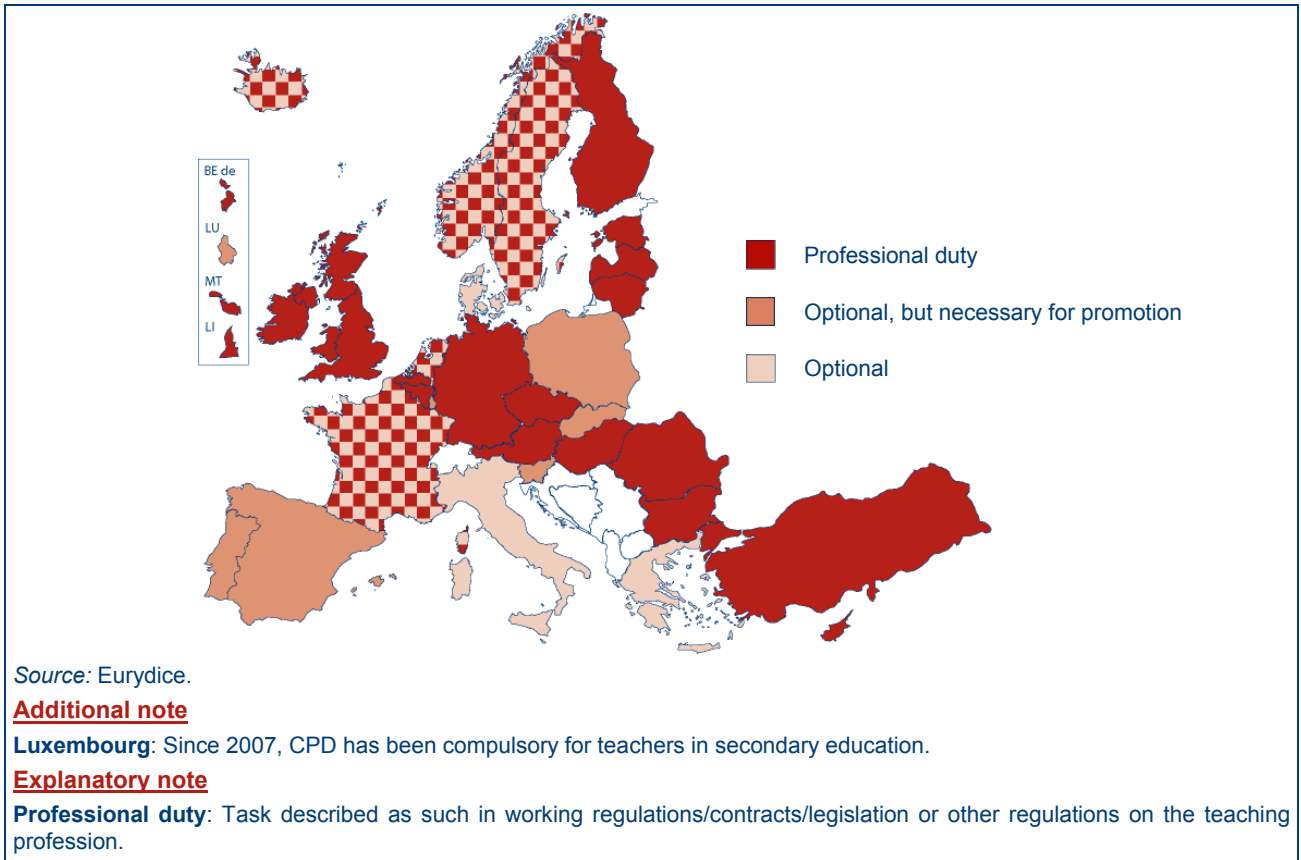 BE de
LU
MT
LI
Professional duty
Optional, but necessary for promotion
Optional
Source: Eurydice.
Additional note
Luxembourg: Since 2007, CPD has been compulsory for teachers in secondary education.
Explanatory note
Professional duty: Task described as such in working regulations/contracts/legislation or other regulations on the teaching
profession.